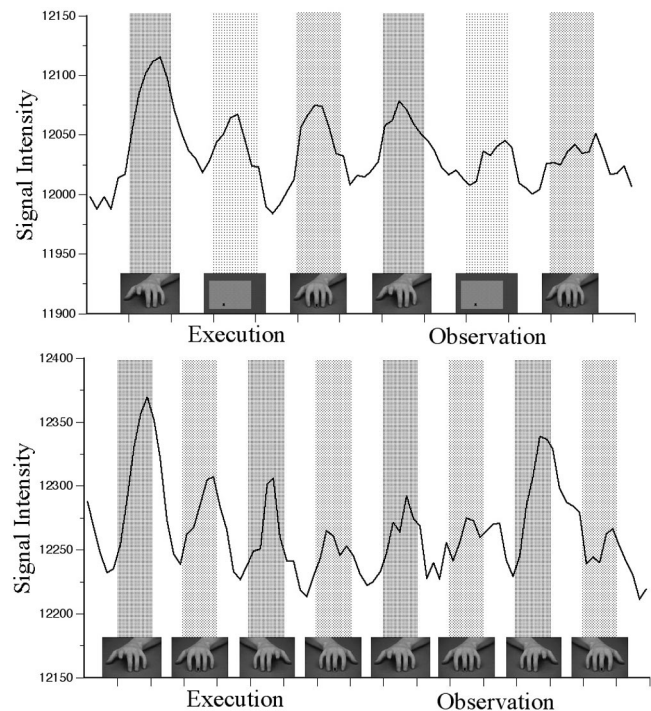 12150
12100
12050
12000
11950
11900
Signal Intensity
Execution
Observation
12400
12350
12300
12250
12200
12150
Signal Intensity
Execution
Observation